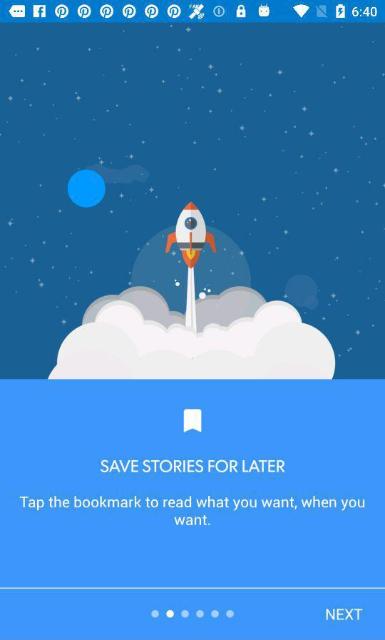 6:40
SAVE STORIES FOR LATER
Tap the bookmark to read what you want, when you
want.
NEXT